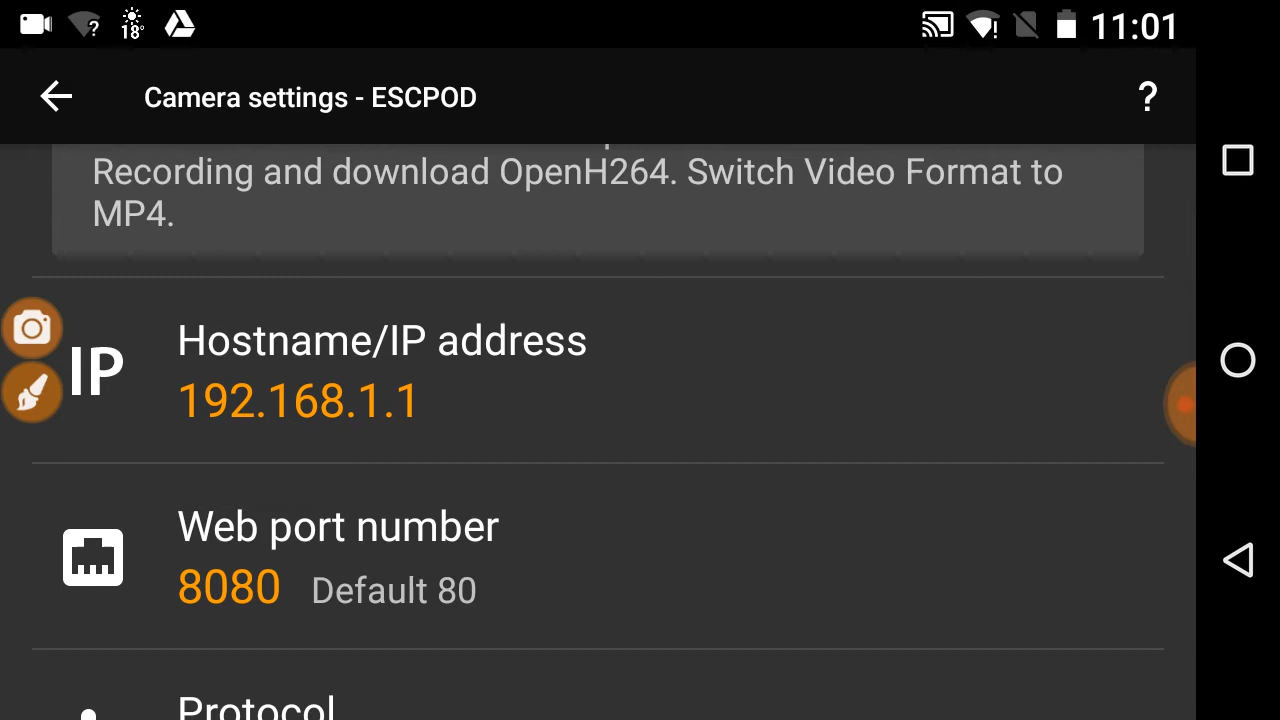 18°
11:01
Camera settings - ESCPOD
?
Recording and download OpenH264. Switch Video Format to
MP4.
IP
Hostname/IP address
192.168.1.1
Web port number
8080 Default 80
Protocol